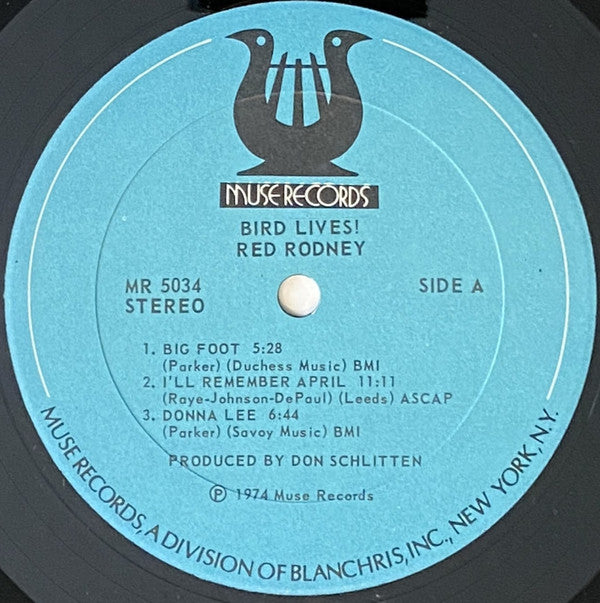 MUSE RECORDS
BIRD LIVES!
RED RODNEY
MR 5034
STEREO
SIDE A
1. BIG FOOT 5:28
(Parker) (Duchess Music) BMI
2. I'LL REMEMBER APRIL 11:11
(Raye-Johnson-DePaul) (Leeds) ASCAP
3. DONNA LEE 6:44
(Parker) (Savoy Music) BMI
PRODUCED BY DON SCHLITTEN
℗ 1974 Muse Records
MUSE RECORDS, A DIVISION OF BLANCHRIS, INC., NEW YORK, N.Y.